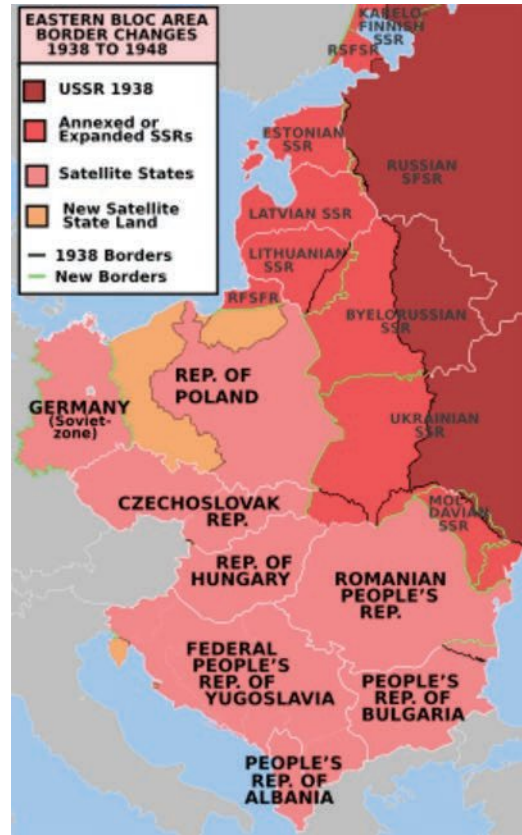 EASTERN BLOC AREA
BORDER CHANGES
1938 TO 1948
USSR 1938
Annexed or
Expanded SSRs
Satellite States
New Satellite
State Land
1938 Borders
New Borders
KARELO-
FINNISH
SSR
RSFSR
ESTONIAN
SSR
RUSSIAN
SFSR
LATVIAN SSR
LITHUANIAN
SSR
RFSFR
BYELORUSSIAN
SSR
REP. OF
POLAND
GERMANY
(Soviet-
zone)
UKRAINIAN
SSR
CZECHOSLOVAK
REP.
MOL-
DAVIAN
SSR
REP. OF
HUNGARY
ROMANIAN
PEOPLE'S
REP.
FEDERAL
PEOPLE'S
REP. OF
YUGOSLAVIA
PEOPLE'S
REP. OF
BULGARIA
PEOPLE'S
REP. OF
ALBANIA